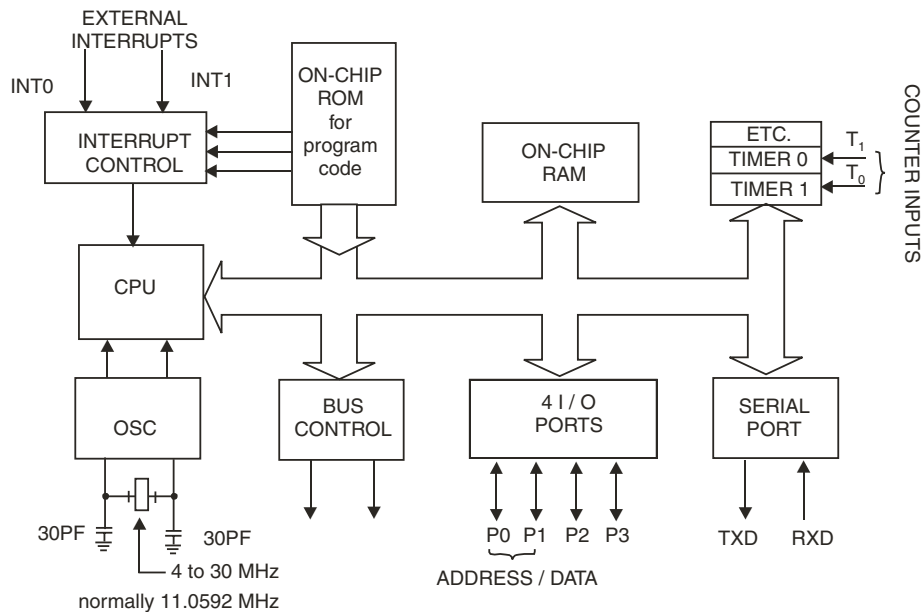 EXTERNAL
INTERRUPTS
INT0
INT1
INTERRUPT
CONTROL
ON-CHIP
ROM
for
program
code
ON-CHIP
RAM
ETC.
TIMER 0
TIMER 1
T1
T0
COUNTER INPUTS
CPU
OSC
BUS
CONTROL
4 I / O
PORTS
SERIAL
PORT
30PF
30PF
4 to 30 MHz
normally 11.0592 MHz
P0 P1 P2 P3
ADDRESS / DATA
TXD RXD